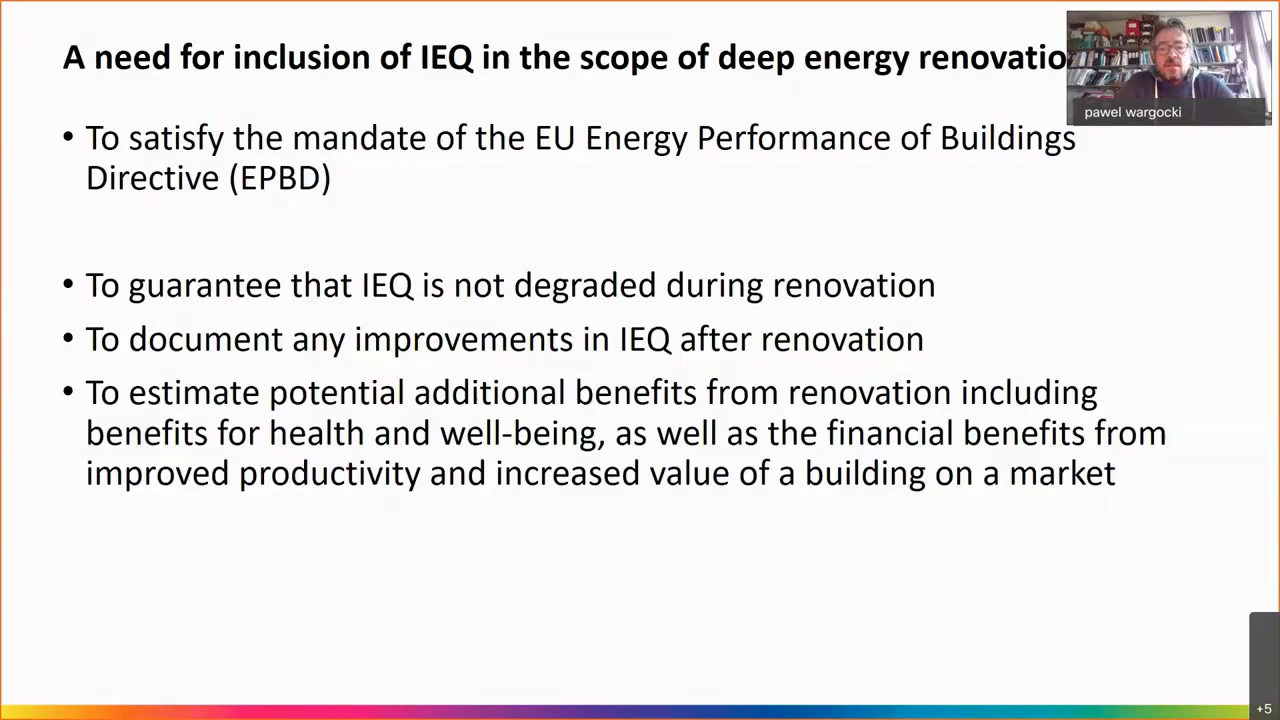 A need for inclusion of IEQ in the scope of deep energy renovatio
pawel wargocki
• To satisfy the mandate of the EU Energy Performance of Buildings
Directive (EPBD)
• To guarantee that IEQ is not degraded during renovation
• To document any improvements in IEQ after renovation
• To estimate potential additional benefits from renovation including
benefits for health and well-being, as well as the financial benefits from
improved productivity and increased value of a building on a market
+5